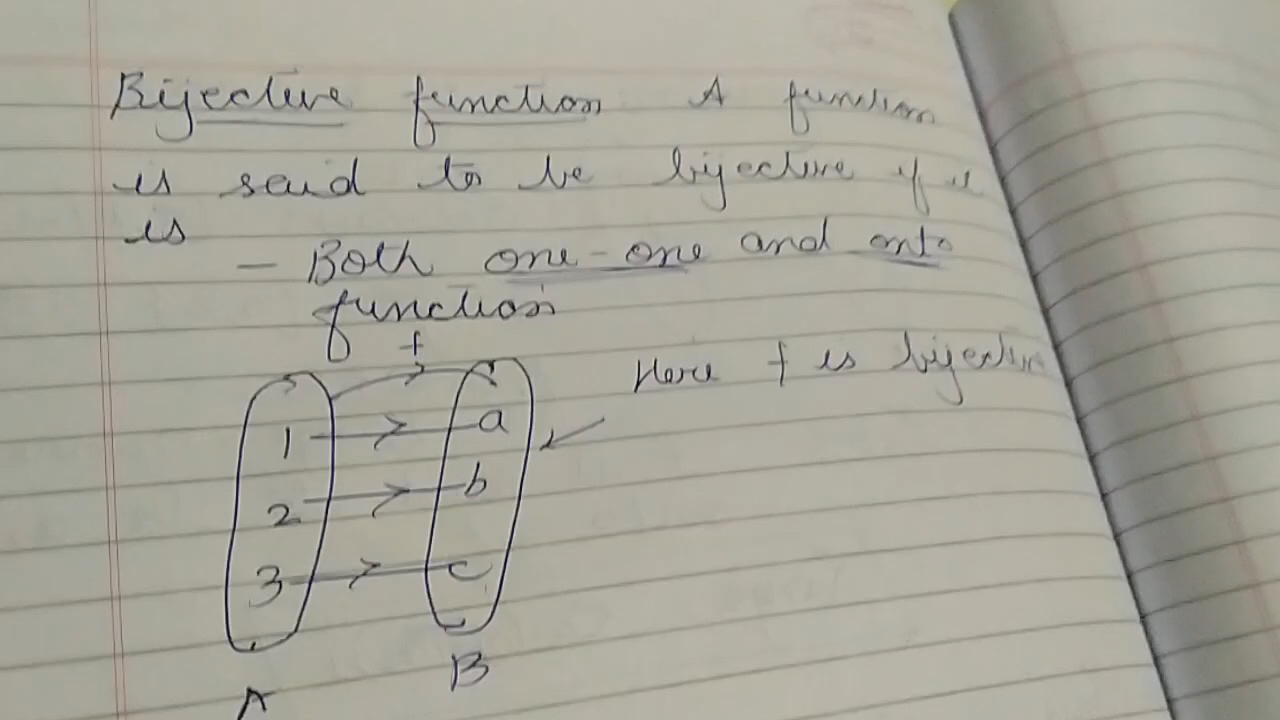 Bijective function A function
is said to be bijective if it
is
- Both one-one and onto
function
f
Here f is bijective
1 a
2 b
3 c
A B